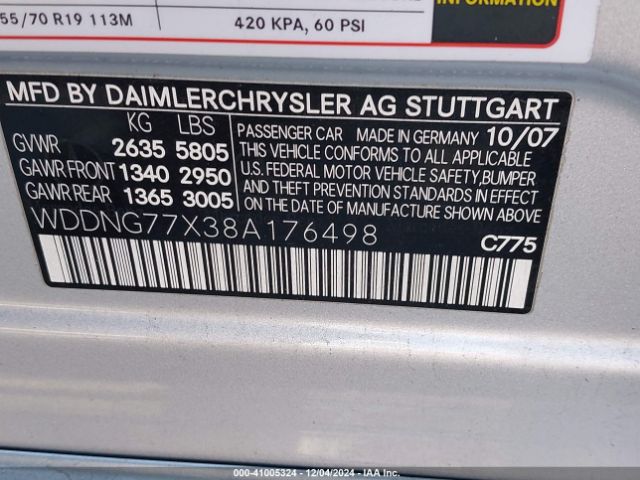 55/70 R19 113M
420 KPA, 60 PSI
INFORMATION
MFD BY DAIMLERCHRYSLER AG STUTTGART
KG LBS
GVWR 2635 5805
GAWR FRONT 1340 2950
GAWR REAR 1365 3005
PASSENGER CAR MADE IN GERMANY 10/07
THIS VEHICLE CONFORMS TO ALL APPLICABLE
U.S. FEDERAL MOTOR VEHICLE SAFETY, BUMPER
AND THEFT PREVENTION STANDARDS IN EFFECT
ON THE DATE OF MANUFACTURE SHOWN ABOVE.
WDDNG77X38A176498
C775
0-41005324 - 12/04/2024 - IAA Inc.